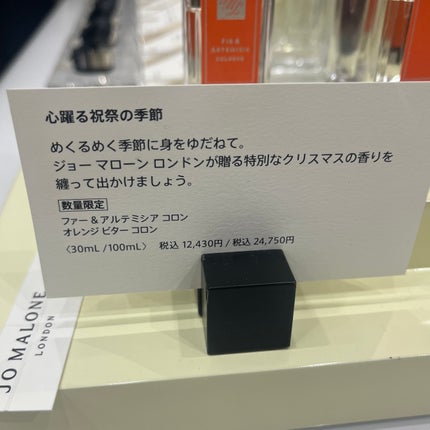 FIR &
ARTEMISIA
COLOGNE
心躍る祝祭の季節
めくるめく季節に身をゆだねて。
ジョー マローン ロンドンが贈る特別なクリスマスの香りを
纏って出かけましょう。
数量限定
ファー & アルテミシア コロン
オレンジ ビター コロン
〈30mL /100mL〉 税込 12,430円 / 税込 24,750円
JO MALONE
LONDON